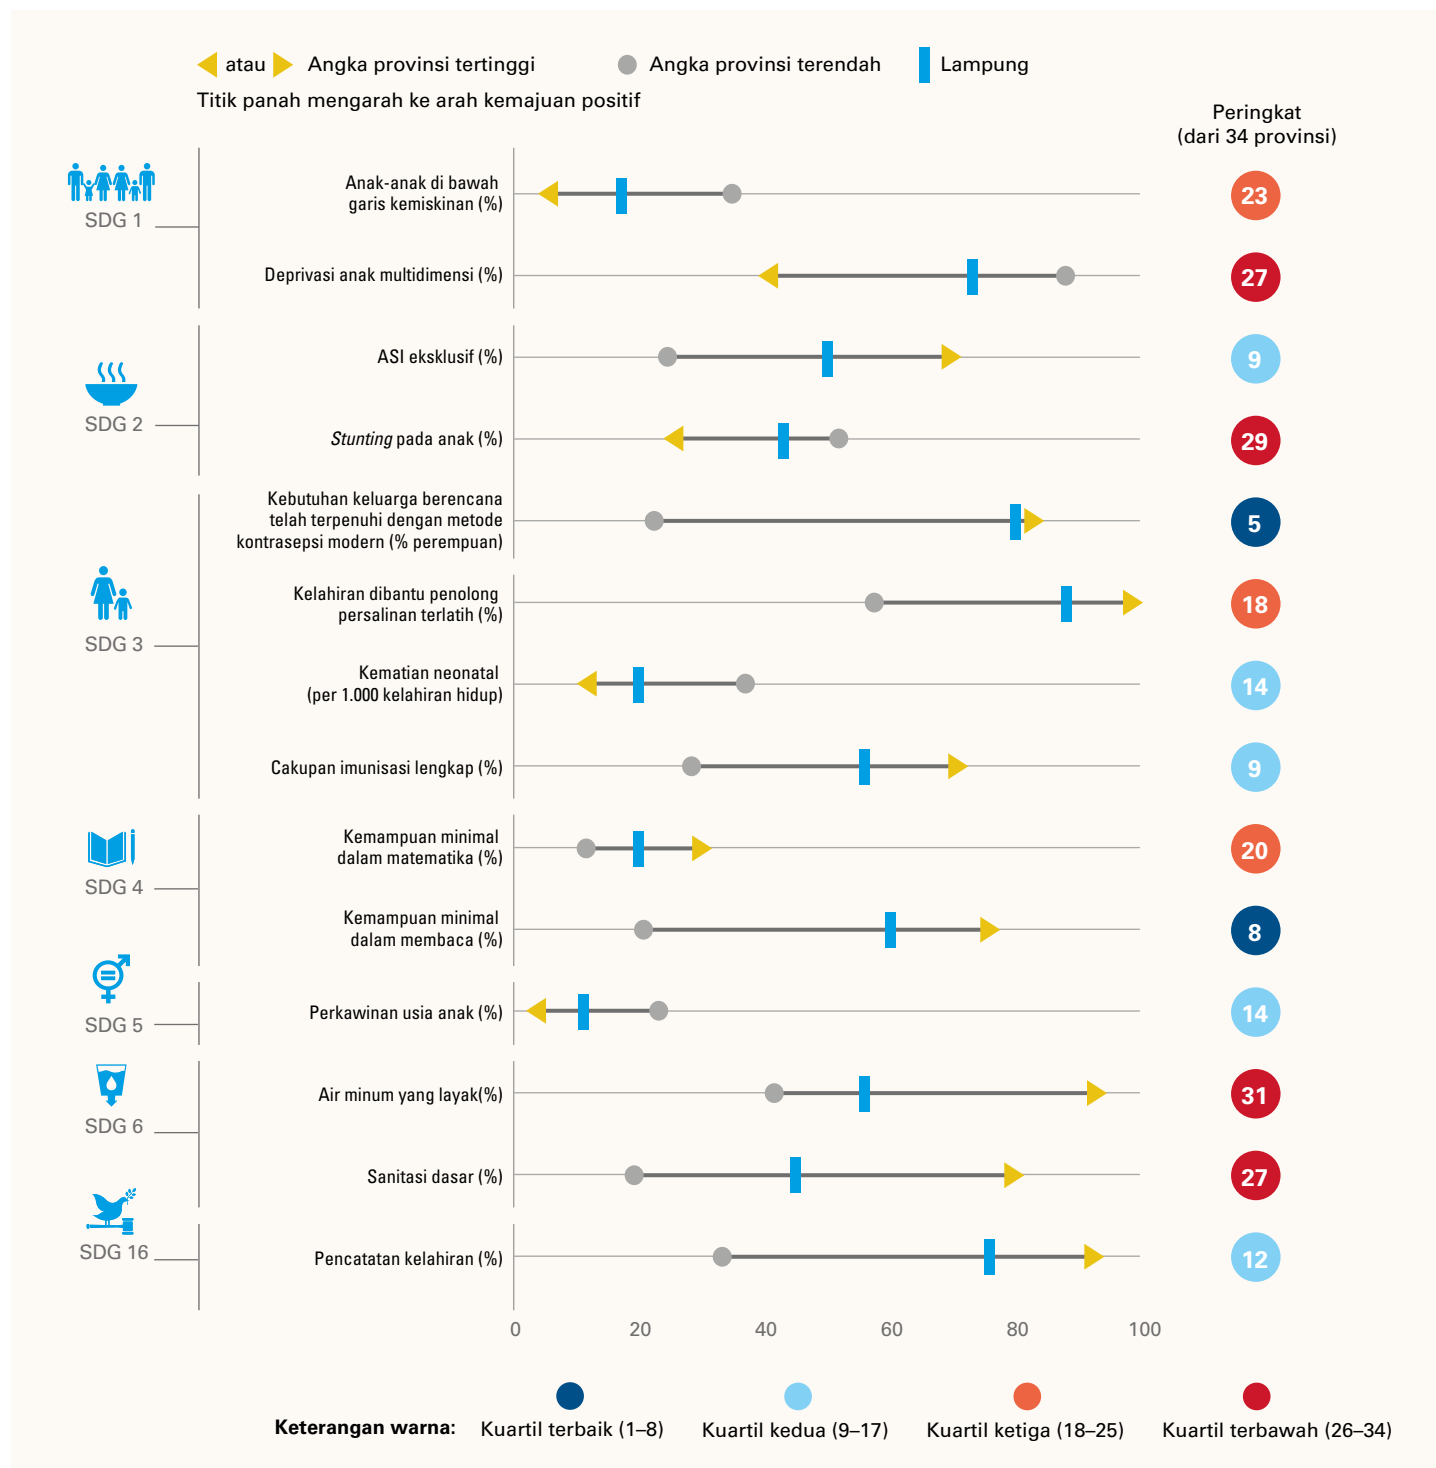 atau Angka provinsi tertinggi
Angka provinsi terendah
Lampung
Titik panah mengarah ke arah kemajuan positif
Peringkat
(dari 34 provinsi)
SDG 1
Anak-anak di bawah
garis kemiskinan (%)
23
Deprivasi anak multidimensi (%)
27
SDG 2
ASI eksklusif (%)
9
Stunting pada anak (%)
29
SDG 3
Kebutuhan keluarga berencana
telah terpenuhi dengan metode
kontrasepsi modern (% perempuan)
5
Kelahiran dibantu penolong
persalinan terlatih (%)
18
Kematian neonatal
(per 1.000 kelahiran hidup)
14
Cakupan imunisasi lengkap (%)
9
SDG 4
Kemampuan minimal
dalam matematika (%)
20
Kemampuan minimal
dalam membaca (%)
8
SDG 5
Perkawinan usia anak (%)
14
SDG 6
Air minum yang layak(%)
31
Sanitasi dasar (%)
27
SDG 16
Pencatatan kelahiran (%)
12
0 20 40 60 80 100
Keterangan warna: Kuartil terbaik (1–8) Kuartil kedua (9–17) Kuartil ketiga (18–25) Kuartil terbawah (26–34)